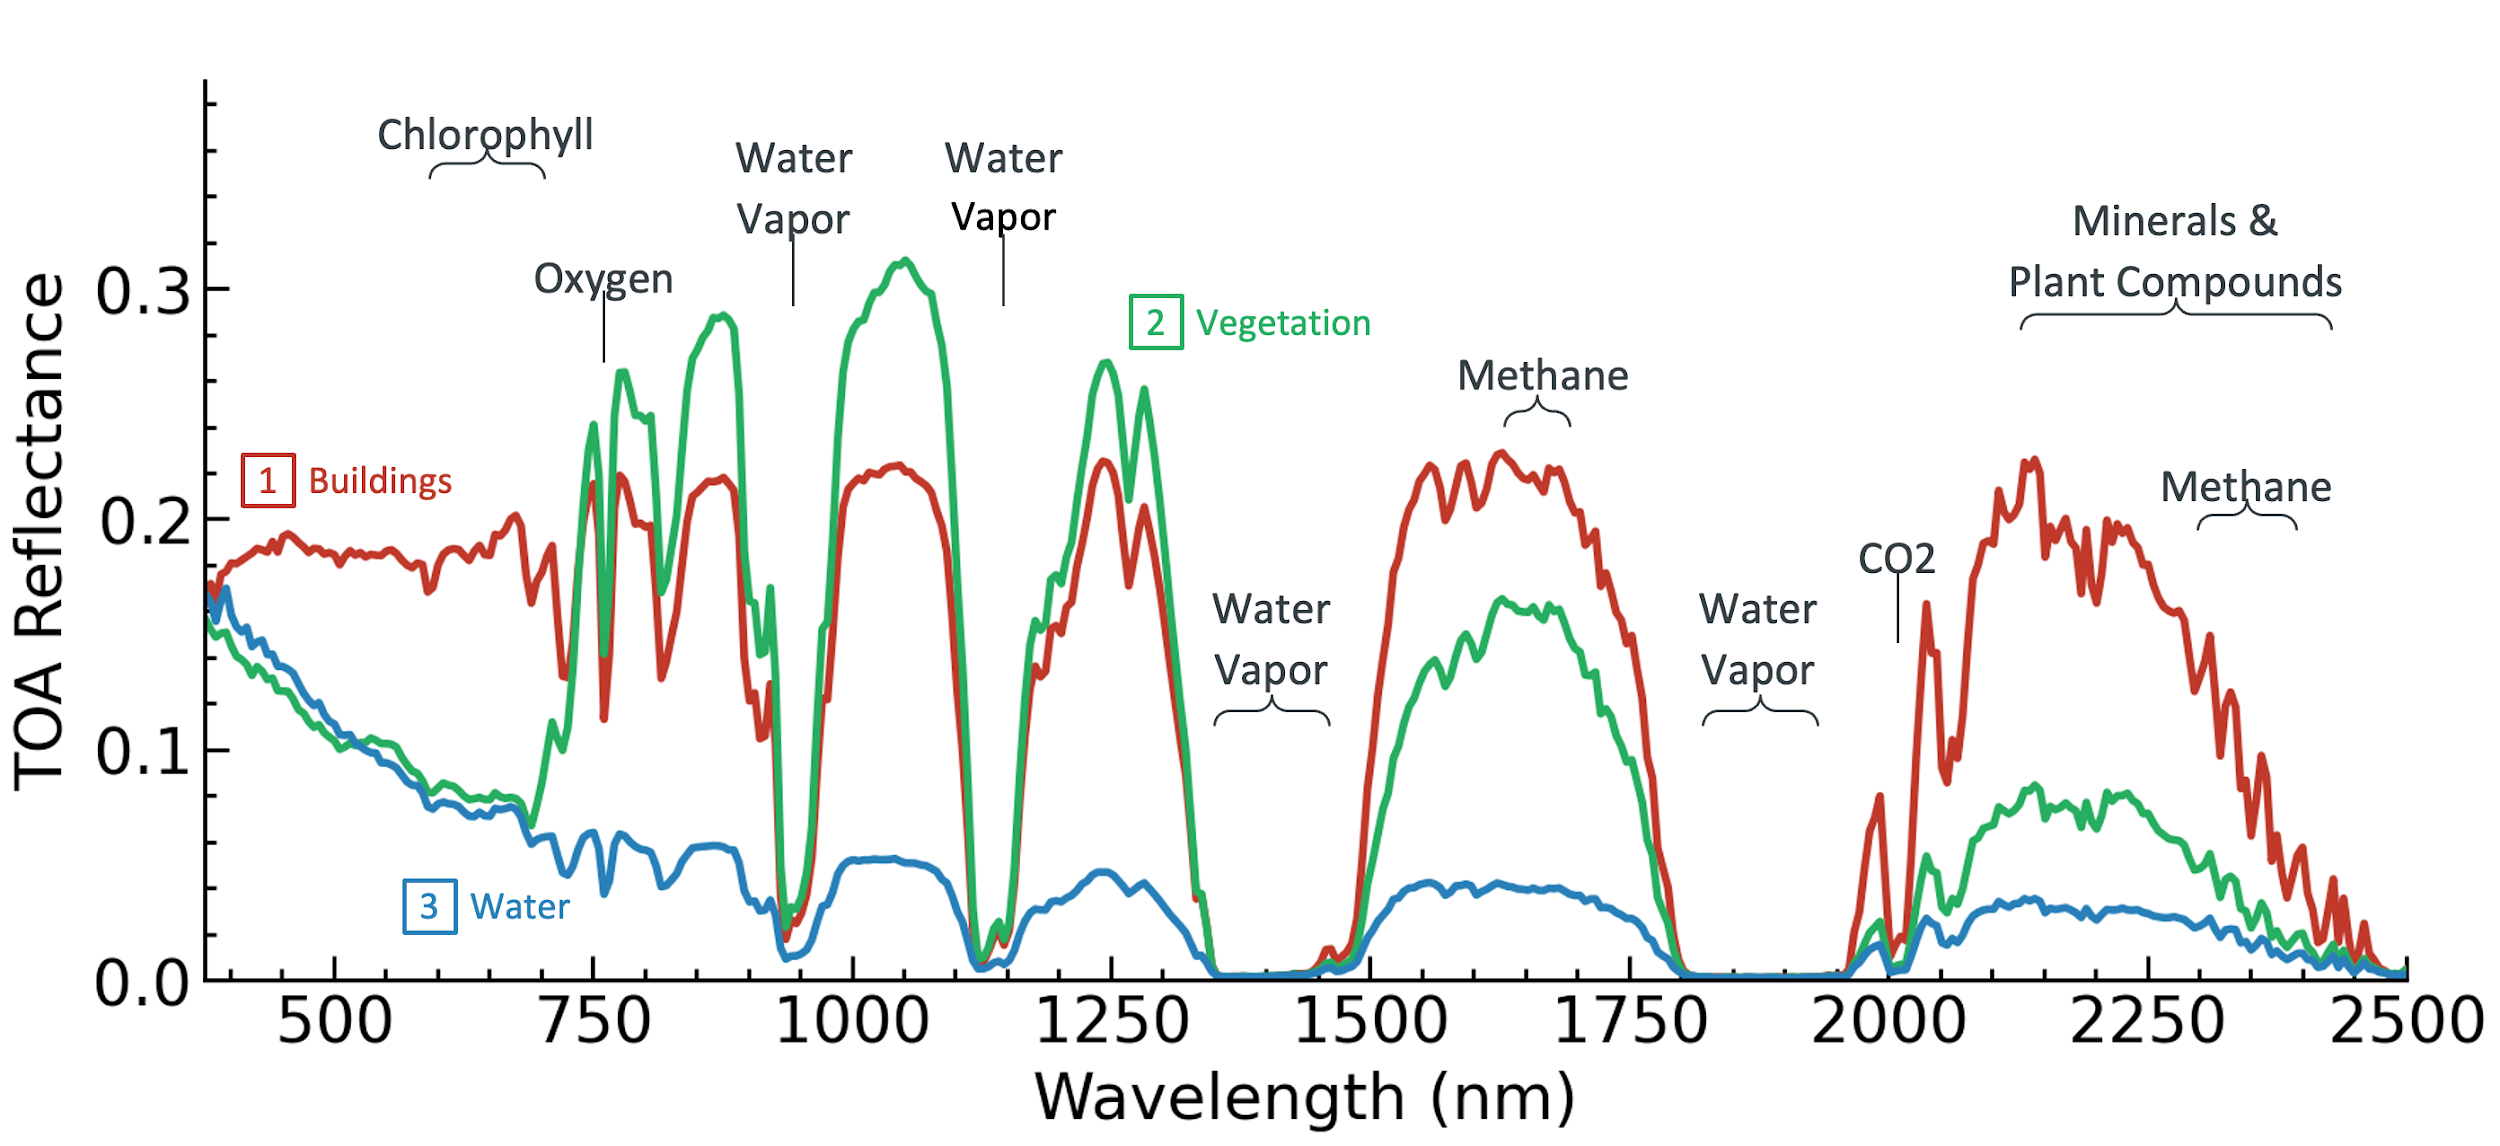 Chlorophyll
Water
Vapor
Water
Vapor
Oxygen
Minerals &
Plant Compounds
2 Vegetation
Methane
1 Buildings
Methane
CO2
Water
Vapor
Water
Vapor
3 Water
TOA Reflectance
0.3
0.2
0.1
0.0
500 750 1000 1250 1500 1750 2000 2250 2500
Wavelength (nm)